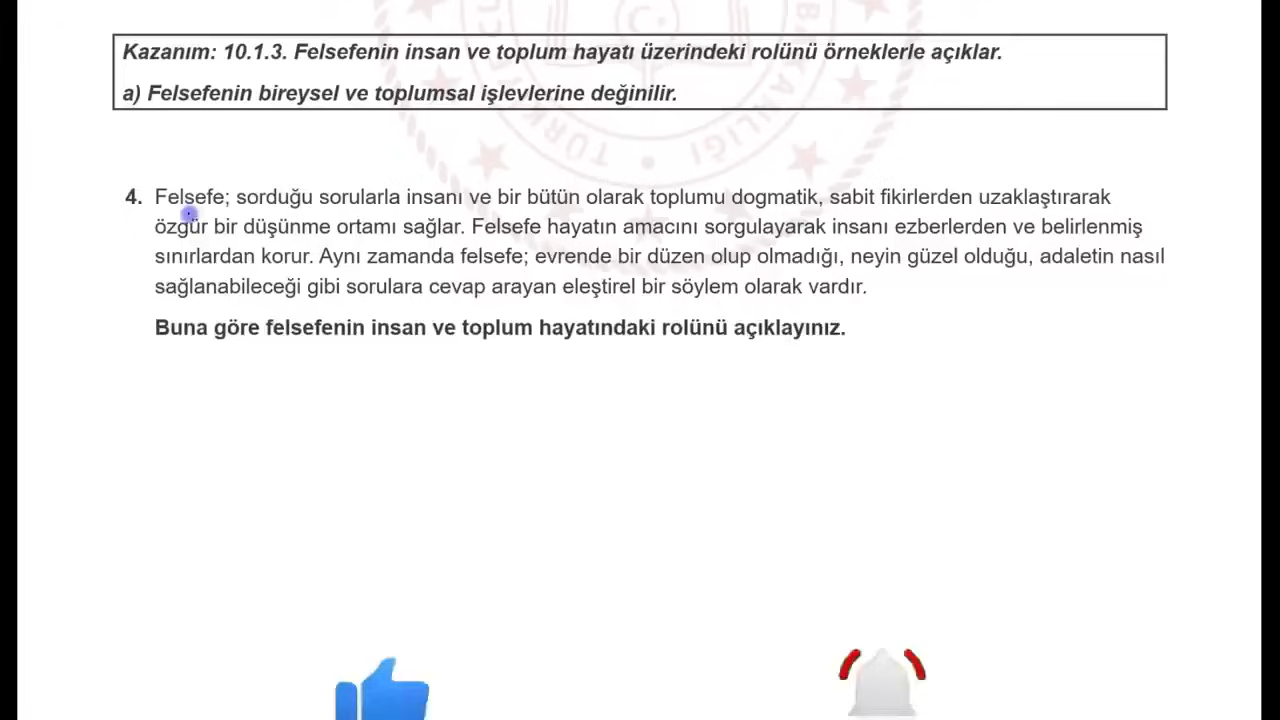 Kazanım: 10.1.3. Felsefenin insan ve toplum hayatı üzerindeki rolünü örneklerle açıklar.
a) Felsefenin bireysel ve toplumsal işlevlerine değinilir.
4. Felsefe; sorduğu sorularla insanı ve bir bütün olarak toplumu dogmatik, sabit fikirlerden uzaklaştırarak
özgür bir düşünme ortamı sağlar. Felsefe hayatın amacını sorgulayarak insanı ezberlerden ve belirlenmiş
sınırlardan korur. Aynı zamanda felsefe; evrende bir düzen olup olmadığı, neyin güzel olduğu, adaletin nasıl
sağlanabileceği gibi sorulara cevap arayan eleştirel bir söylem olarak vardır.
Buna göre felsefenin insan ve toplum hayatındaki rolünü açıklayınız.